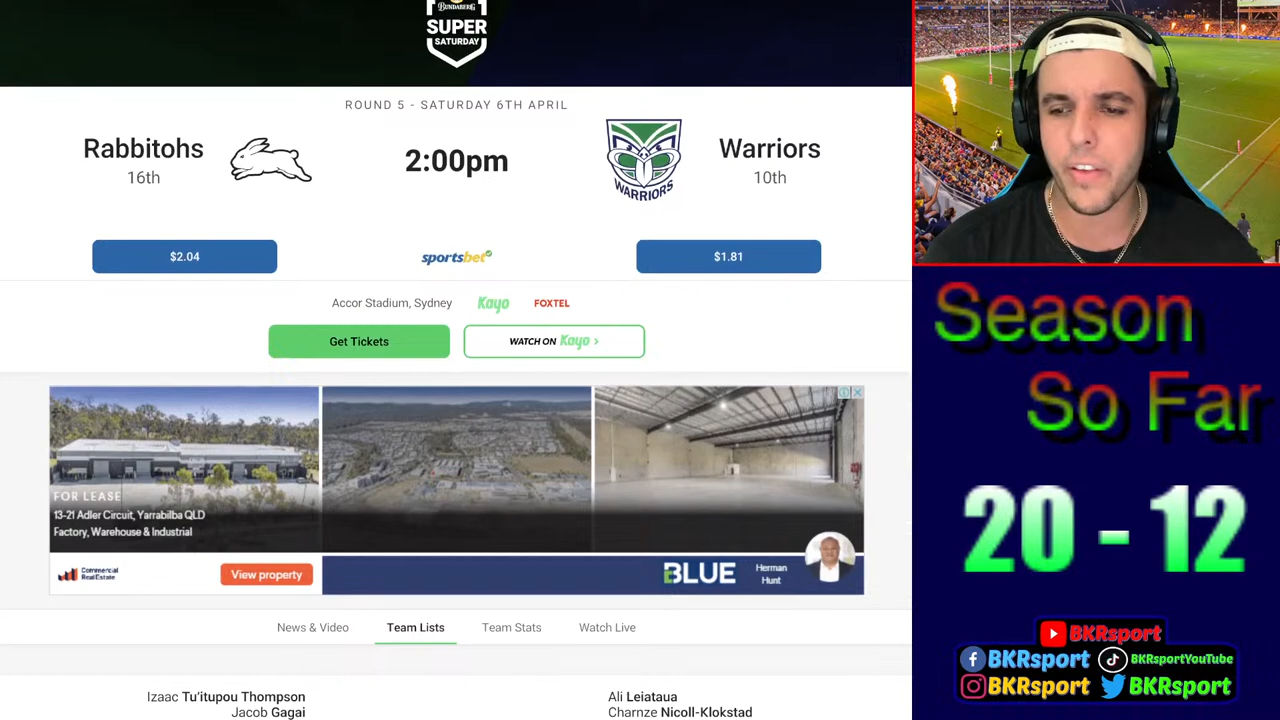 BUNDABERG
SUPER
SATURDAY
ROUND 5 - SATURDAY 6TH APRIL
Rabbitohs
16th
2:00pm
WARRIORS
Warriors
10th
$2.04
sportsbet
$1.81
Accor Stadium, Sydney
Kayo
FOXTEL
Get Tickets
WATCH ON Kayo >
FOR LEASE
13-21 Adler Circuit, Yarrabilba QLD
Factory, Warehouse & Industrial
Commercial
RealEstate
View property
BLUE
Herman
Hunt
News & Video
Team Lists
Team Stats
Watch Live
Izaac Tu'itupou Thompson
Ali Leiataua
Jacob Gagai
Charnze Nicoll-Klokstad
Season
So Far
20 - 12
BKRsport
BKRsport
BKRsportYouTube
BKRsport
BKRsport